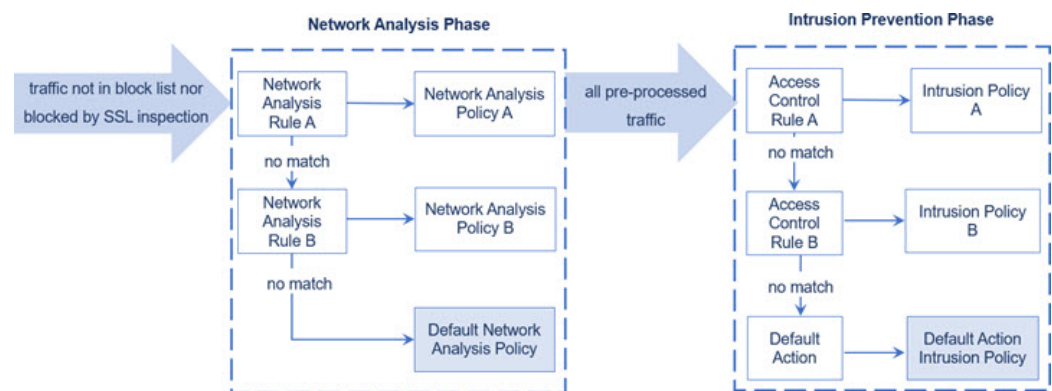 Network Analysis Phase
Intrusion Prevention Phase
traffic not in block list nor
blocked by SSL inspection
Network
Analysis
Rule A
Network Analysis
Policy A
all pre-processed
traffic
Access
Control
Rule A
Intrusion Policy
A
no match
no match
Network
Analysis
Rule B
Network Analysis
Policy B
Access
Control
Rule B
Intrusion Policy
B
no match
no match
Default Network
Analysis Policy
Default
Action
Default Action
Intrusion Policy